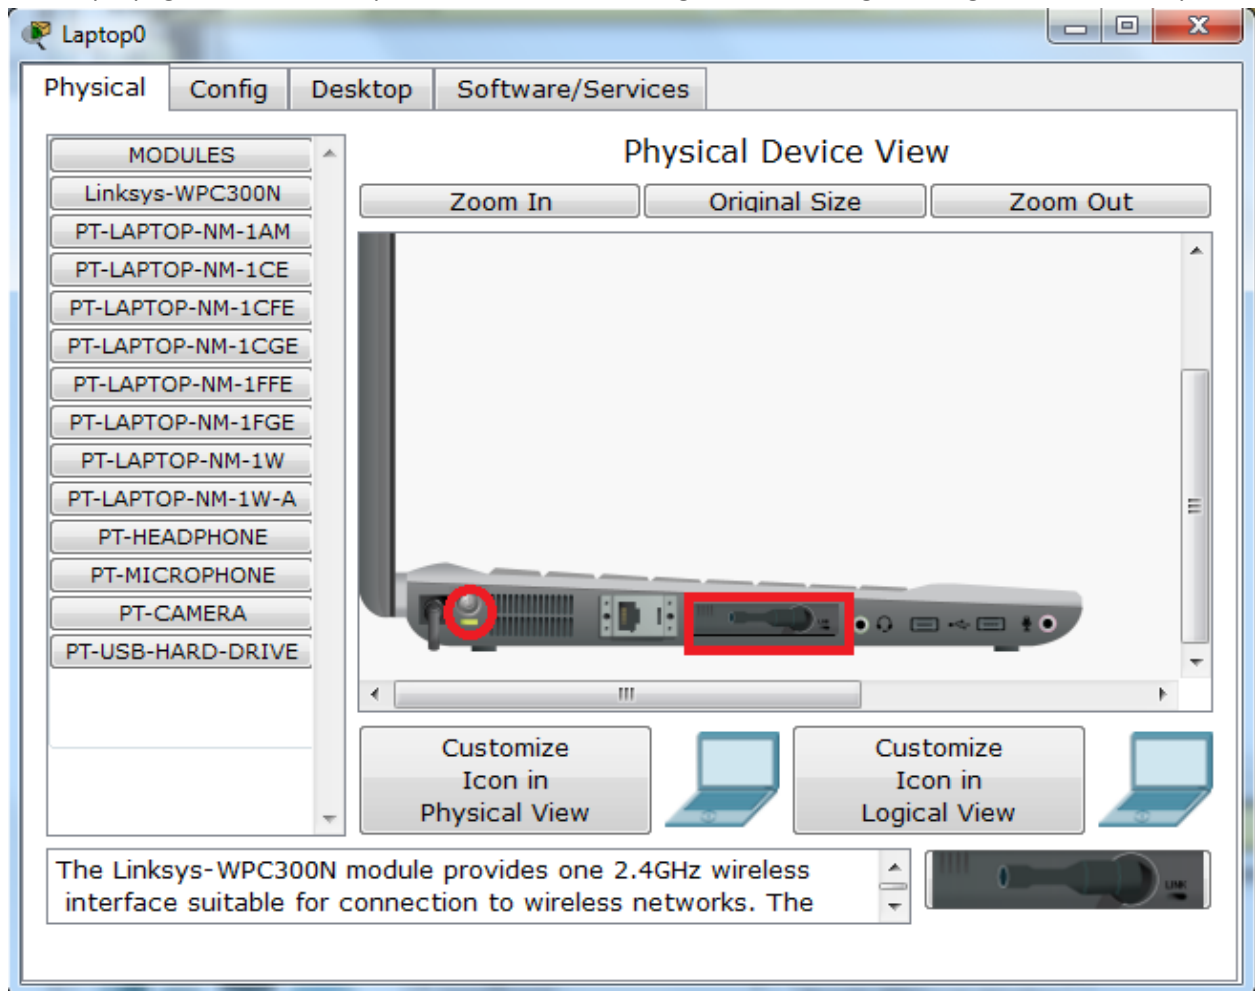 Laptop0
Physical Config Desktop Software/Services
MODULES
Linksys-WPC300N
PT-LAPTOP-NM-1AM
PT-LAPTOP-NM-1CE
PT-LAPTOP-NM-1CFE
PT-LAPTOP-NM-1CGE
PT-LAPTOP-NM-1FFE
PT-LAPTOP-NM-1FGE
PT-LAPTOP-NM-1W
PT-LAPTOP-NM-1W-A
PT-HEADPHONE
PT-MICROPHONE
PT-CAMERA
PT-USB-HARD-DRIVE
Physical Device View
Zoom In Original Size Zoom Out
Customize
Icon in
Physical View
Customize
Icon in
Logical View
The Linksys-WPC300N module provides one 2.4GHz wireless
interface suitable for connection to wireless networks. The
LINK